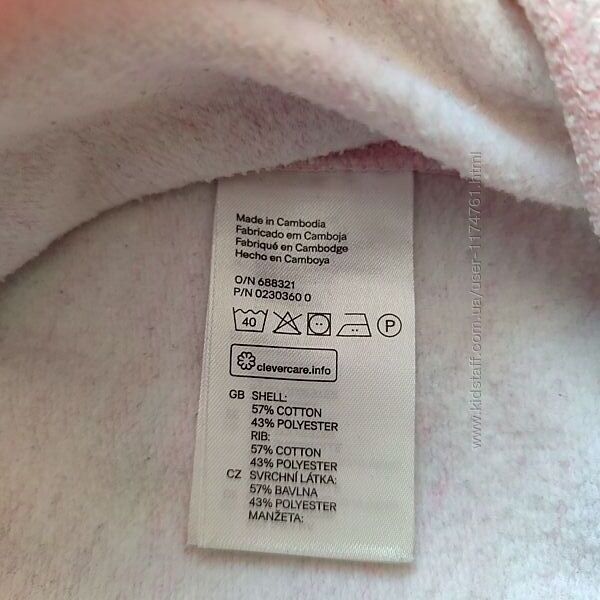 Made in Cambodia
Fabricado em Camboja
Fabriqué en Cambodge
Hecho en Camboya
O/N 688321
P/N 0230360 0
40 P
clevercare.info
GB SHELL:
57% COTTON
43% POLYESTER
RIB:
57% COTTON
43% POLYESTER
CZ SVRCHNÍ LÁTKA:
57% BAVLNA
43% POLYESTER
MANŽETA:
www.kidstaff.com.ua/user-1174761.html